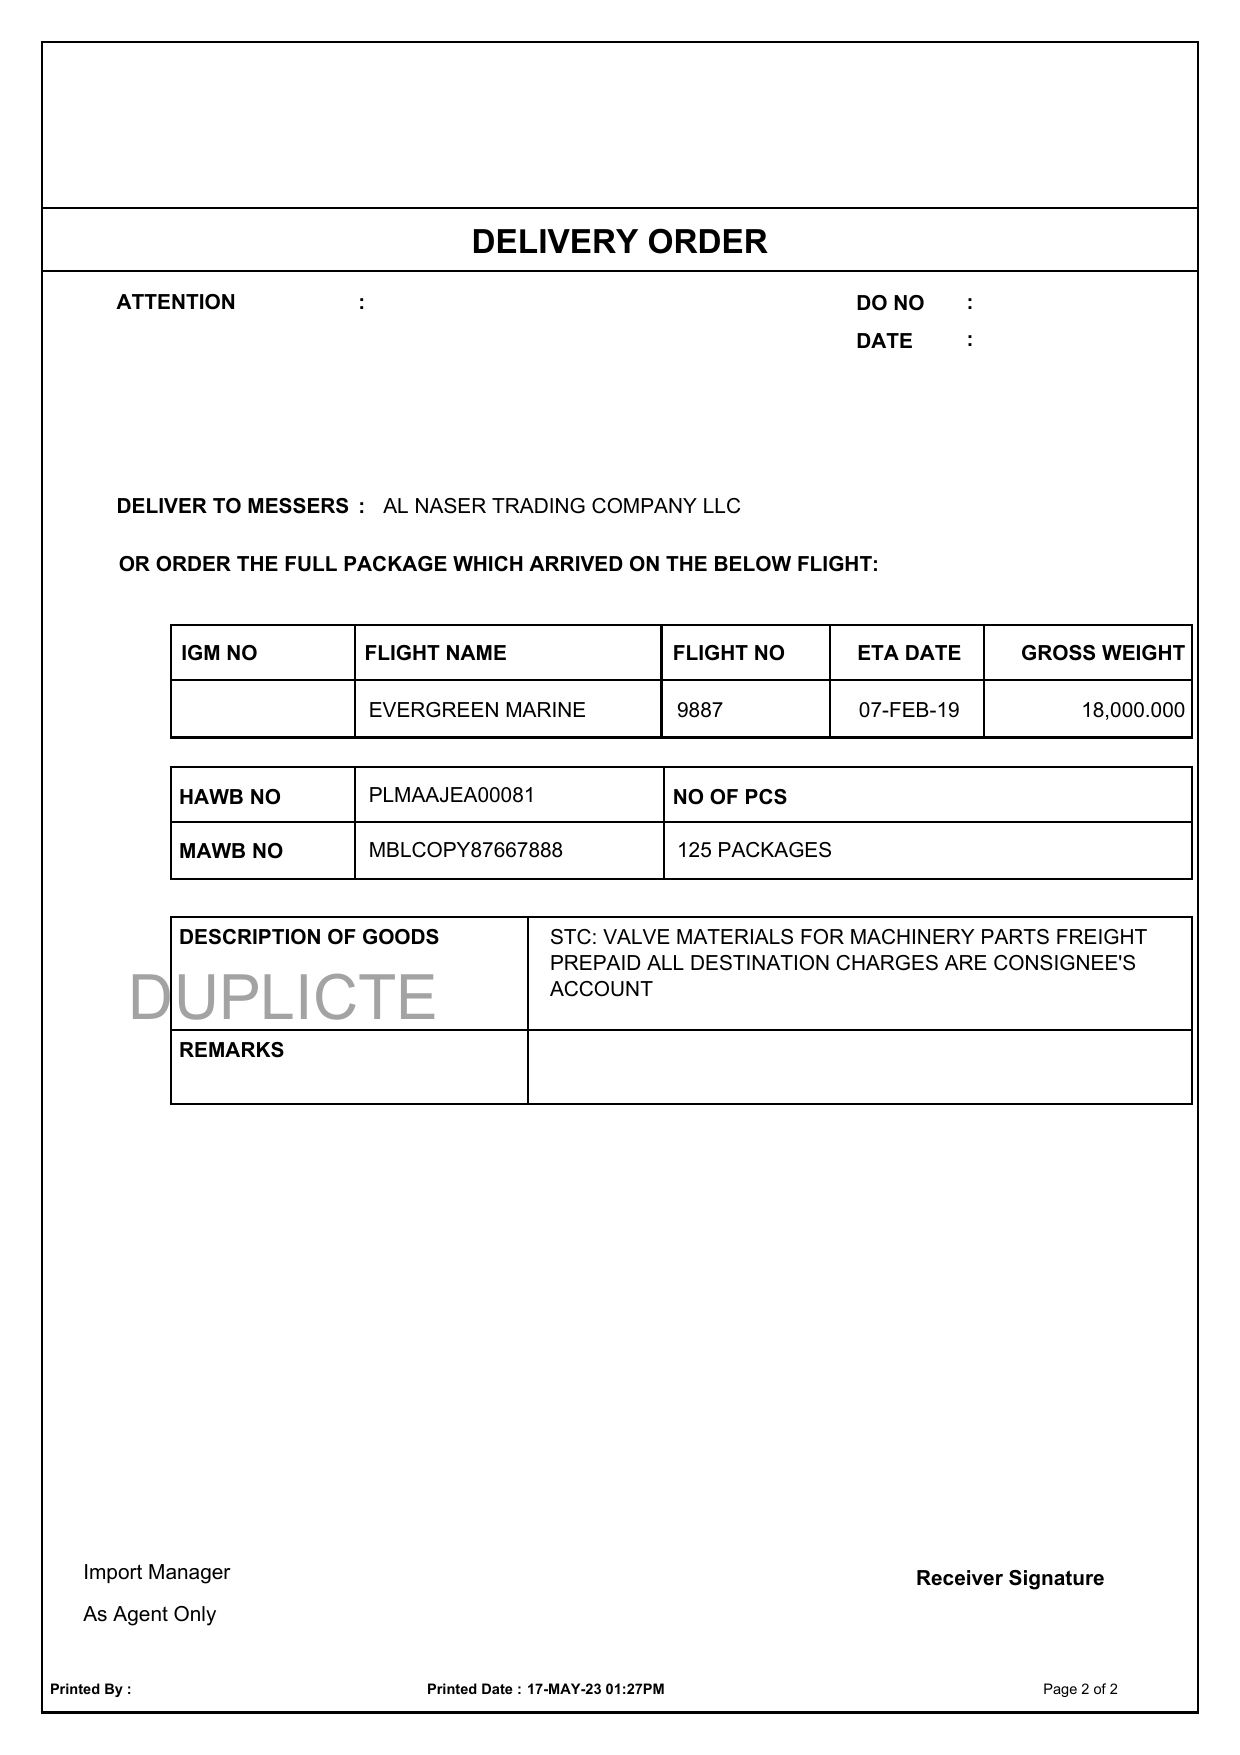 DELIVERY ORDER
ATTENTION :
DO NO :
DATE :
DELIVER TO MESSERS : AL NASER TRADING COMPANY LLC
OR ORDER THE FULL PACKAGE WHICH ARRIVED ON THE BELOW FLIGHT:
IGM NO FLIGHT NAME FLIGHT NO ETA DATE GROSS WEIGHT
EVERGREEN MARINE 9887 07-FEB-19 18,000.000
HAWB NO PLMAAJEA00081 NO OF PCS
MAWB NO MBLCOPY87667888 125 PACKAGES
DESCRIPTION OF GOODS STC: VALVE MATERIALS FOR MACHINERY PARTS FREIGHT
PREPAID ALL DESTINATION CHARGES ARE CONSIGNEE'S
ACCOUNT
DUPLICTE
REMARKS
Import Manager
Receiver Signature
As Agent Only
Printed By : Printed Date : 17-MAY-23 01:27PM Page 2 of 2